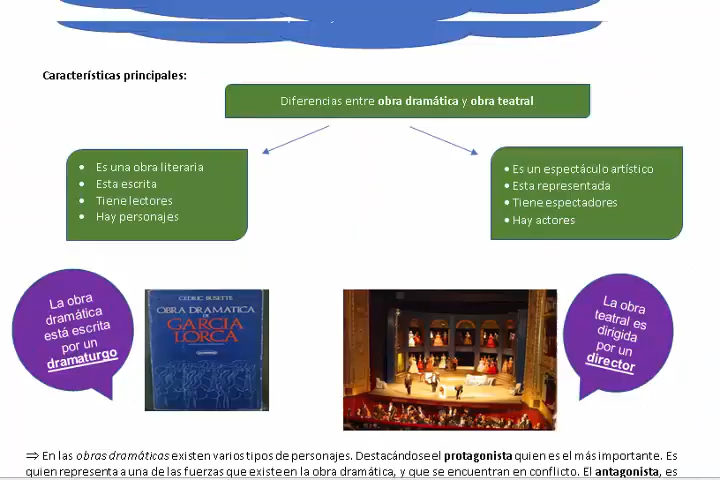 Características principales:
Diferencias entre obra dramática y obra teatral
• Es una obra literaria
• Esta escrita
• Tiene lectores
• Hay personajes
• Es un espectáculo artístico
• Esta representada
• Tiene espectadores
• Hay actores
La obra
dramática
está escrita
por un
dramaturgo
CEDRIC BUSETTE
OBRA DRAMATICA
DE
GARCIA
LORCA
La obra
teatral es
dirigida
por un
director
⇒ En las obras dramáticas existen varios tipos de personajes. Destacándose el protagonista quien es el más importante. Es
quien representa a una de las fuerzas que existe en la obra dramática, y que se encuentran en conflicto. El antagonista, es